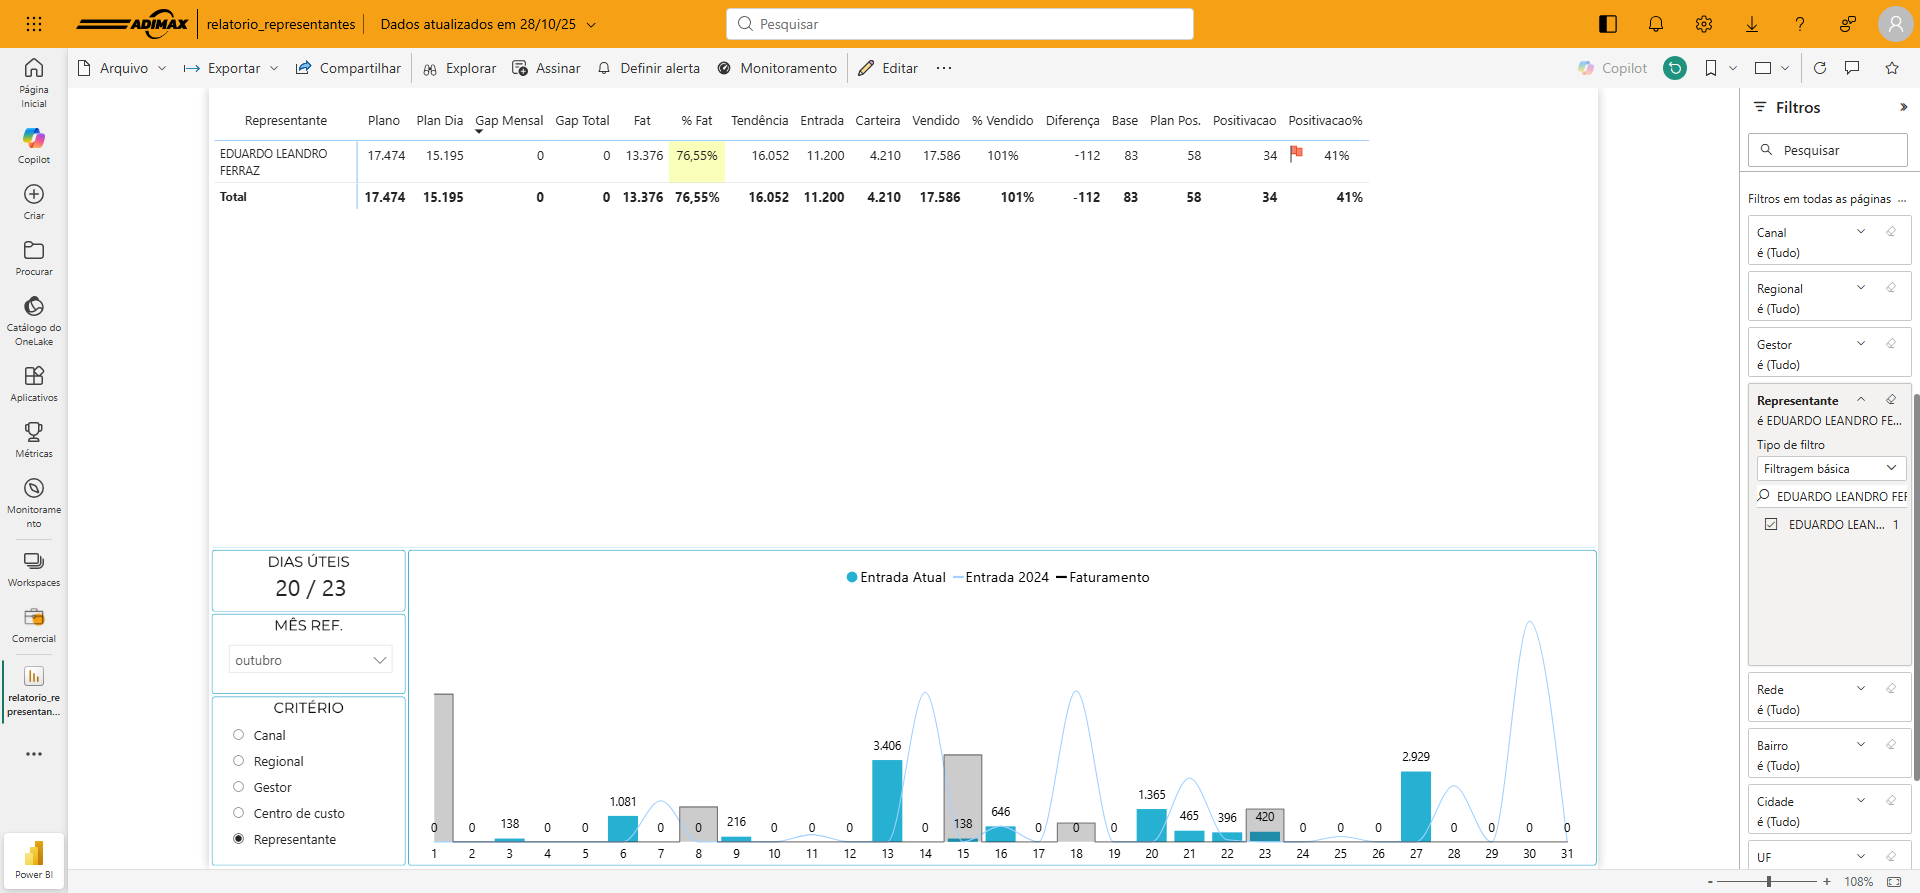 ADIMAX
relatorio_representantes
Dados atualizados em 28/10/25
Pesquisar
Arquivo
Exportar
Compartilhar
Explorar
Assinar
Definir alerta
Monitoramento
Editar
Copilot
Página
Inicial
Copilot
Criar
Procurar
Catálogo do
OneLake
Aplicativos
Métricas
Monitorame
nto
Workspaces
Comercial
relatorio_re
presentan...
Power BI
Representante Plano Plan Dia Gap Mensal Gap Total Fat % Fat Tendência Entrada Carteira Vendido % Vendido Diferença Base Plan Pos. Positivacao Positivacao%
EDUARDO LEANDRO
FERRAZ
17.474 15.195 0 0 13.376 76,55% 16.052 11.200 4.210 17.586 101% -112 83 58 34 41%
Total 17.474 15.195 0 0 13.376 76,55% 16.052 11.200 4.210 17.586 101% -112 83 58 34 41%
DIAS ÚTEIS
20 / 23
MÊS REF.
outubro
CRITÉRIO
Canal
Regional
Gestor
Centro de custo
Representante
Entrada Atual Entrada 2024 Faturamento
0 0 138 0 0 1.081 0 0 216 0 0 0 3.406 0 138 646 0 0 0 1.365 465 396 420 0 0 0 2.929 0 0 0 0
1 2 3 4 5 6 7 8 9 10 11 12 13 14 15 16 17 18 19 20 21 22 23 24 25 26 27 28 29 30 31
Filtros
Pesquisar
Filtros em todas as páginas ...
Canal
é (Tudo)
Regional
é (Tudo)
Gestor
é (Tudo)
Representante
é EDUARDO LEANDRO FE...
Tipo de filtro
Filtragem básica
EDUARDO LEANDRO FER
EDUARDO LEAN... 1
Rede
é (Tudo)
Bairro
é (Tudo)
Cidade
é (Tudo)
UF
- + 108%